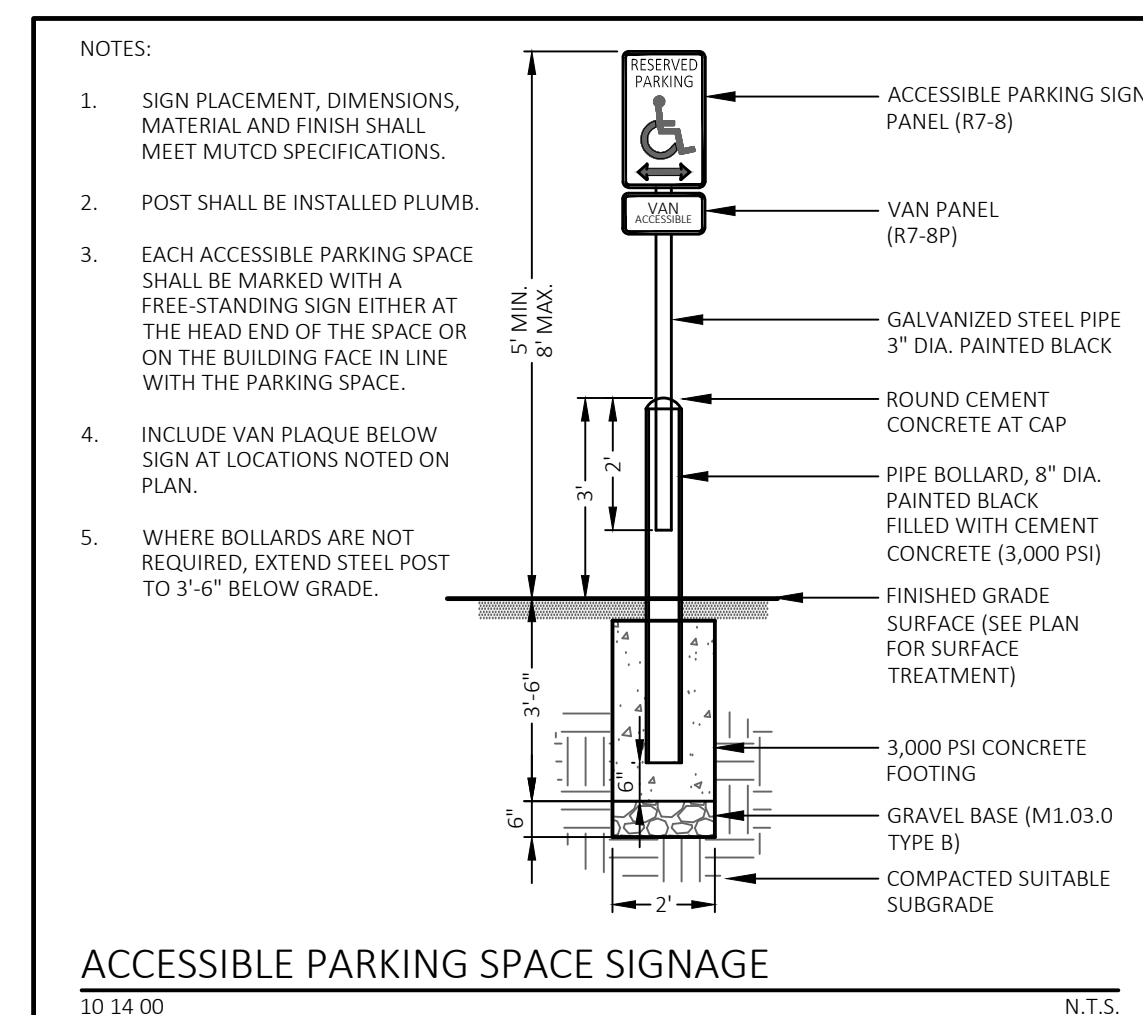 NOTES:
1. SIGN PLACEMENT, DIMENSIONS,
MATERIAL AND FINISH SHALL
MEET MUTCD SPECIFICATIONS.
2. POST SHALL BE INSTALLED PLUMB.
3. EACH ACCESSIBLE PARKING SPACE
SHALL BE MARKED WITH A
FREE-STANDING SIGN EITHER AT
THE HEAD END OF THE SPACE OR
ON THE BUILDING FACE IN LINE
WITH THE PARKING SPACE.
4. INCLUDE VAN PLAQUE BELOW
SIGN AT LOCATIONS NOTED ON
PLAN.
5. WHERE BOLLARDS ARE NOT
REQUIRED, EXTEND STEEL POST
TO 3'-6" BELOW GRADE.
RESERVED
PARKING
VAN
ACCESSIBLE
5' MIN.
8' MAX.
3'
2'
3'-6"
6"
6"
2'
ACCESSIBLE PARKING SIGN
PANEL (R7-8)
VAN PANEL
(R7-8P)
GALVANIZED STEEL PIPE
3" DIA. PAINTED BLACK
ROUND CEMENT
CONCRETE AT CAP
PIPE BOLLARD, 8" DIA.
PAINTED BLACK
FILLED WITH CEMENT
CONCRETE (3,000 PSI)
FINISHED GRADE
SURFACE (SEE PLAN
FOR SURFACE
TREATMENT)
3,000 PSI CONCRETE
FOOTING
GRAVEL BASE (M1.03.0
TYPE B)
COMPACTED SUITABLE
SUBGRADE
ACCESSIBLE PARKING SPACE SIGNAGE
10 14 00
N.T.S.